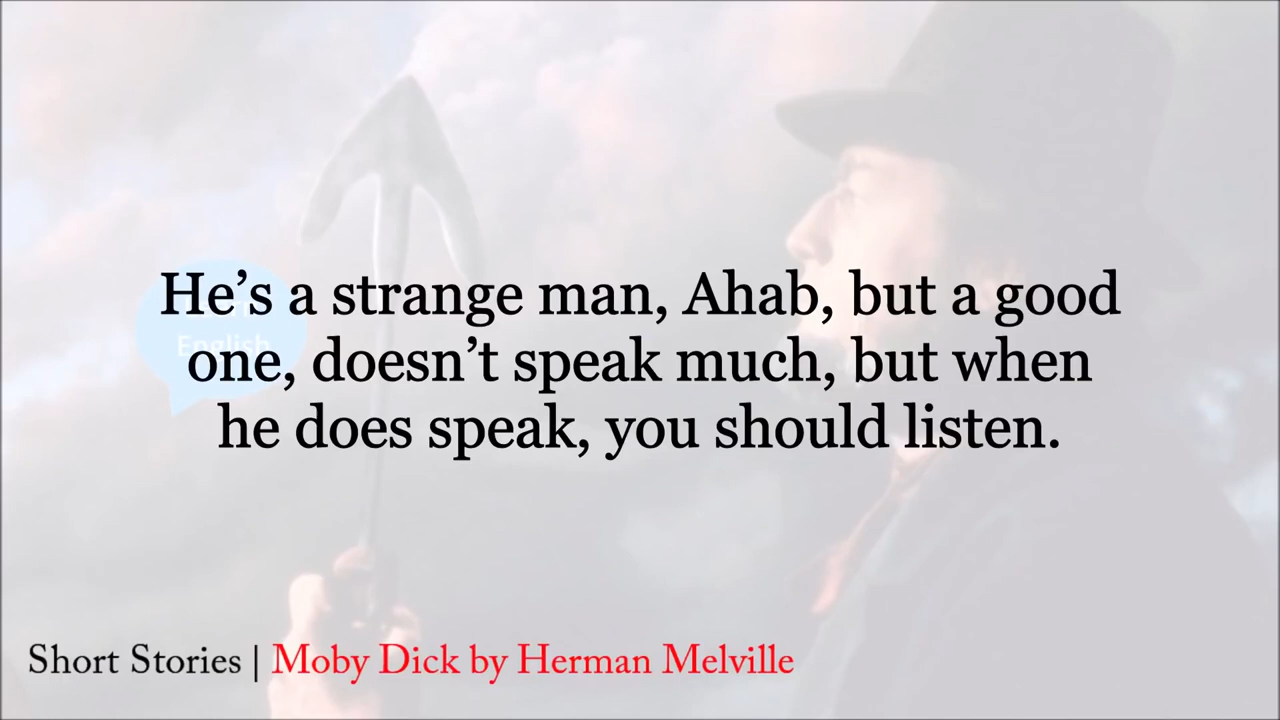 He’s a strange man, Ahab, but a good
one, doesn’t speak much, but when
he does speak, you should listen.
English
Short Stories | Moby Dick by Herman Melville